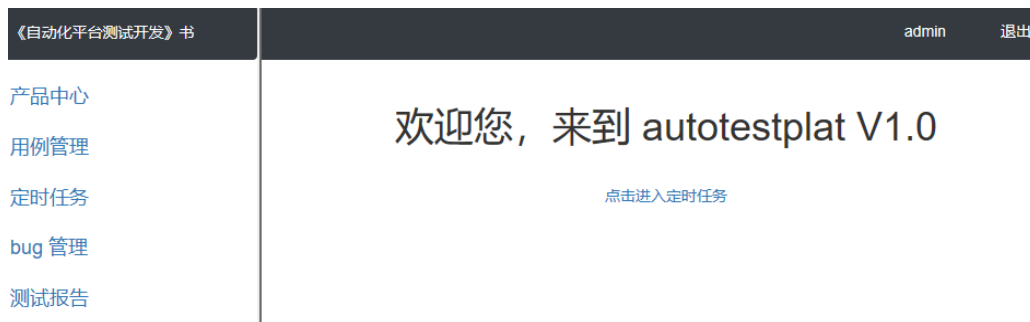 《自动化平台测试开发》书
admin 退出
产品中心
用例管理
定时任务
bug 管理
测试报告
欢迎您，来到 autotestplat V1.0
点击进入定时任务